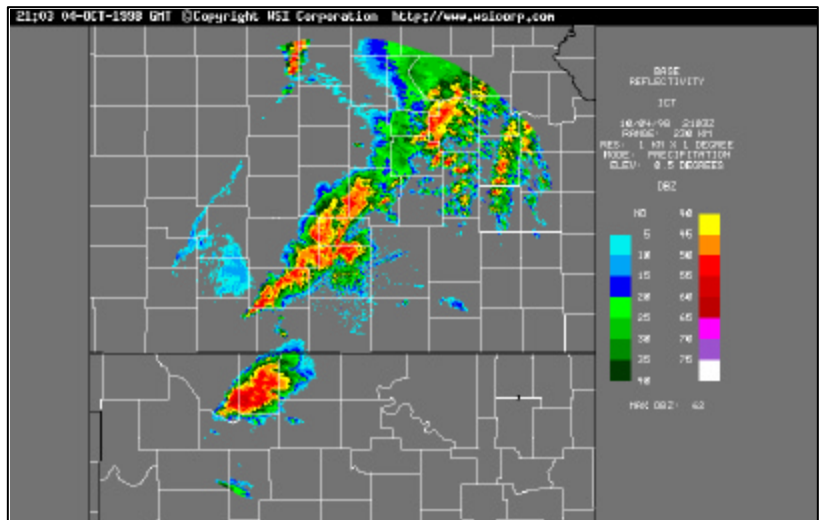 21:03 04-OCT-1998 GMT ©Copyright WSI Corporation http://www.wsicorp.com
BASE
REFLECTIVITY
ICT
10/04/98 2103Z
RANGE: 230 KM
RES: 1 KM X 1 DEGREE
MODE: PRECIPITATION
ELEV: 0.5 DEGREES
DBZ
ND 40
5 45
10 50
15 55
20 60
25 65
30 70
35 75
40
MAX DBZ: 62